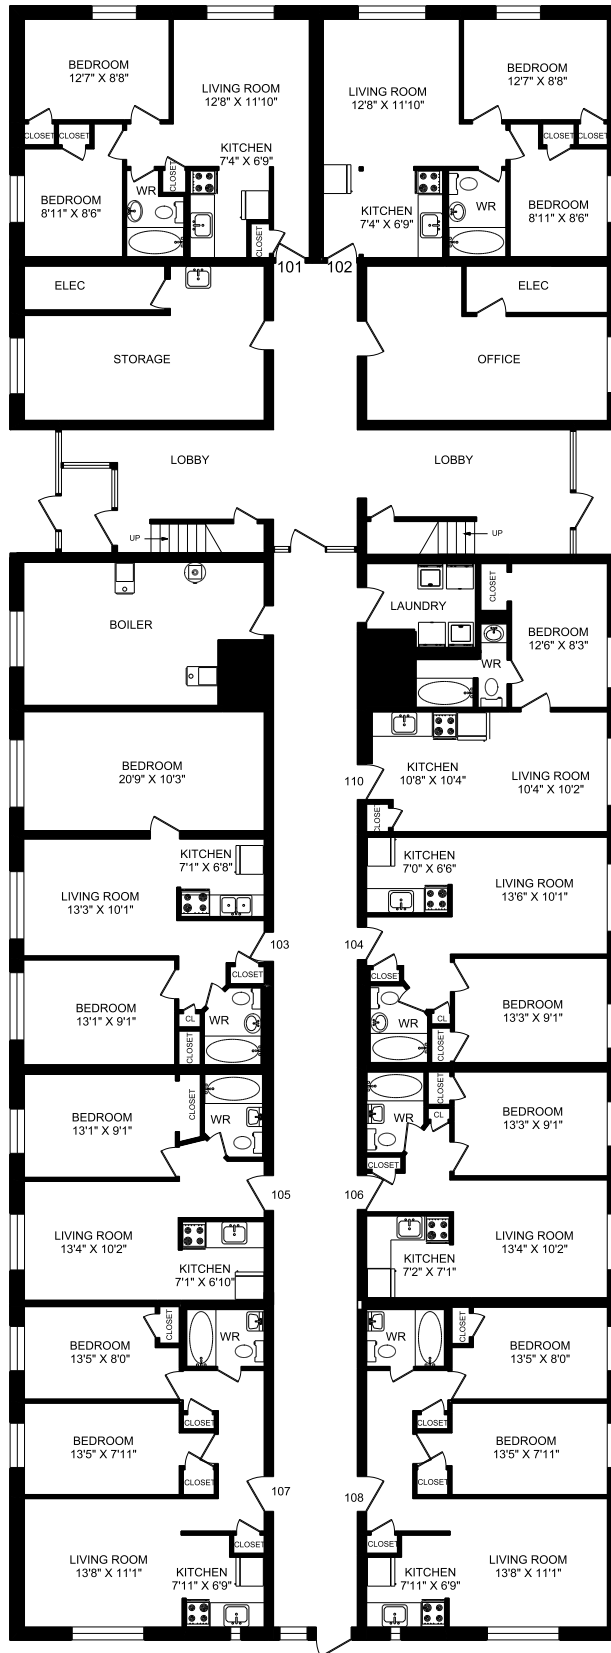 BEDROOM
12'7" X 8'8"
LIVING ROOM
12'8" X 11'10"
LIVING ROOM
12'8" X 11'10"
BEDROOM
12'7" X 8'8"
CLOSET
CLOSET
KITCHEN
7'4" X 6'9"
CLOSET
CLOSET
CLOSET
WR
BEDROOM
8'11" X 8'6"
KITCHEN
7'4" X 6'9"
WR
BEDROOM
8'11" X 8'6"
CLOSET
101
102
ELEC
ELEC
STORAGE
OFFICE
LOBBY
LOBBY
UP
UP
BOILER
LAUNDRY
CLOSET
BEDROOM
12'6" X 8'3"
WR
BEDROOM
20'9" X 10'3"
110
KITCHEN
10'8" X 10'4"
LIVING ROOM
10'4" X 10'2"
CLOSET
KITCHEN
7'1" X 6'8"
KITCHEN
7'0" X 6'6"
LIVING ROOM
13'3" X 10'1"
LIVING ROOM
13'6" X 10'1"
103
104
CLOSET
CLOSET
BEDROOM
13'1" X 9'1"
CL
WR
CLOSET
WR
CL
CLOSET
BEDROOM
13'3" X 9'1"
BEDROOM
13'1" X 9'1"
CLOSET
WR
WR
CLOSET
CL
BEDROOM
13'3" X 9'1"
CLOSET
105
106
LIVING ROOM
13'4" X 10'2"
KITCHEN
7'1" X 6'10"
KITCHEN
7'2" X 7'1"
LIVING ROOM
13'4" X 10'2"
BEDROOM
13'5" X 8'0"
CLOSET
WR
WR
CLOSET
BEDROOM
13'5" X 8'0"
BEDROOM
13'5" X 7'11"
CLOSET
CLOSET
CLOSET
CLOSET
BEDROOM
13'5" X 7'11"
107
108
CLOSET
CLOSET
LIVING ROOM
13'8" X 11'1"
KITCHEN
7'11" X 6'9"
KITCHEN
7'11" X 6'9"
LIVING ROOM
13'8" X 11'1"